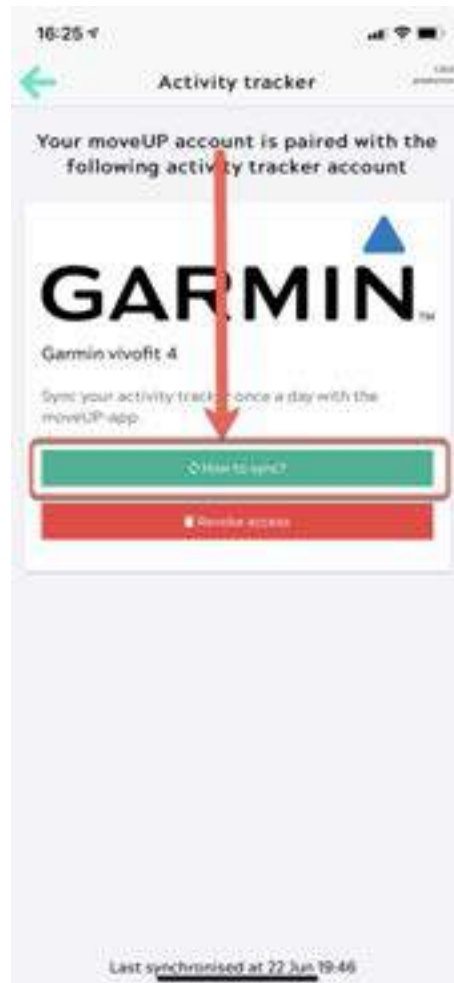 16:25
Activity tracker
Your moveUP account is paired with the
following activity tracker account
GARMIN
TM
Garmin vivofit 4
Sync your activity tracker once a day with the
moveUP-app
How to sync?
Revoke access
Last synchronised at 22 Jun 19:46